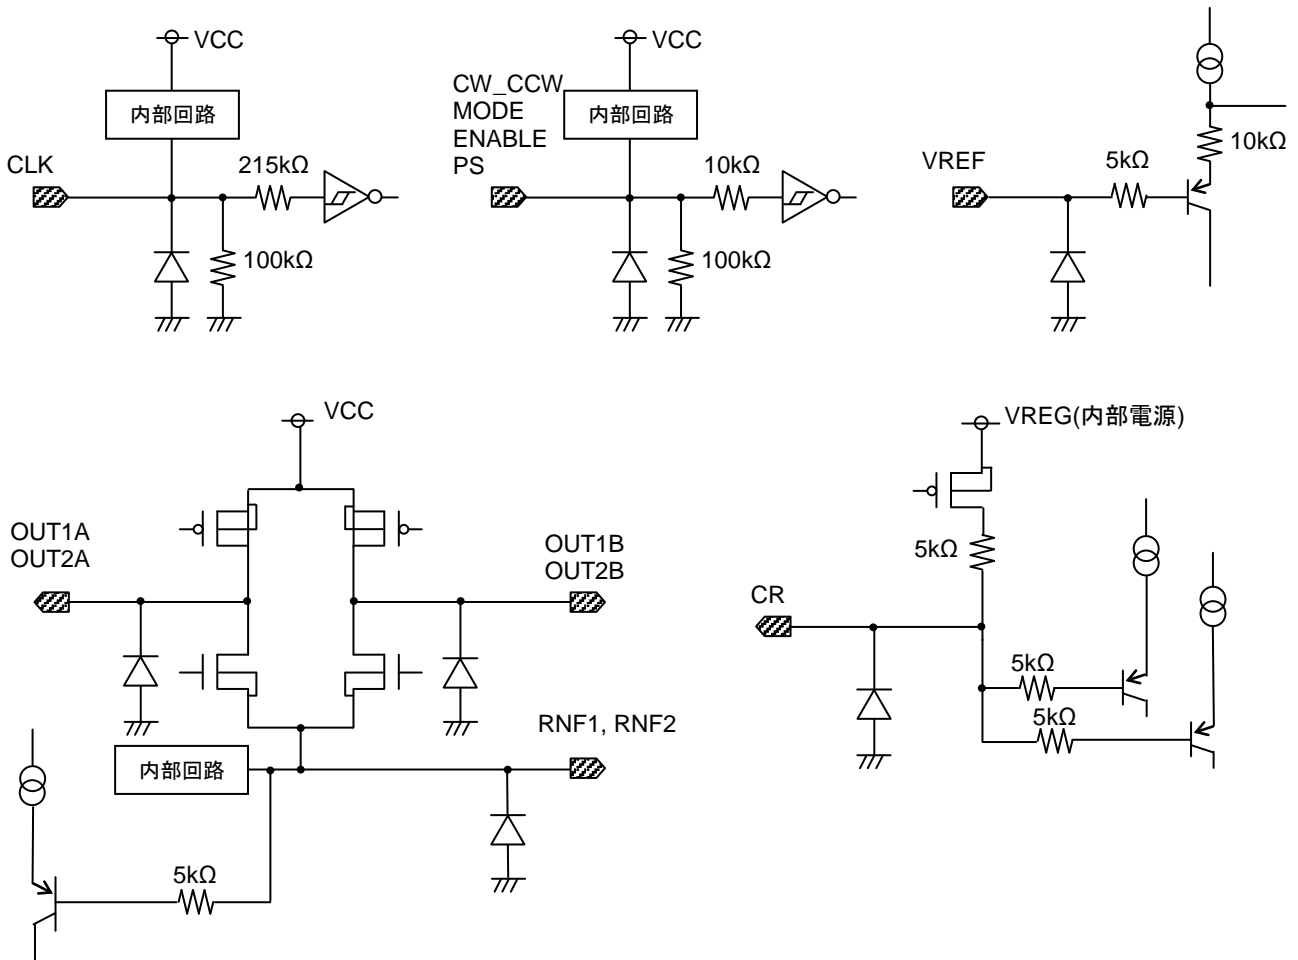 VCC
内部回路
CLK
215kΩ
100kΩ
VCC
CW_CCW
MODE
ENABLE
PS
内部回路
10kΩ
100kΩ
VREF
5kΩ
10kΩ
VCC
OUT1A
OUT2A
OUT1B
OUT2B
RNF1, RNF2
内部回路
5kΩ
VREG(内部電源)
5kΩ
CR
5kΩ
5kΩ